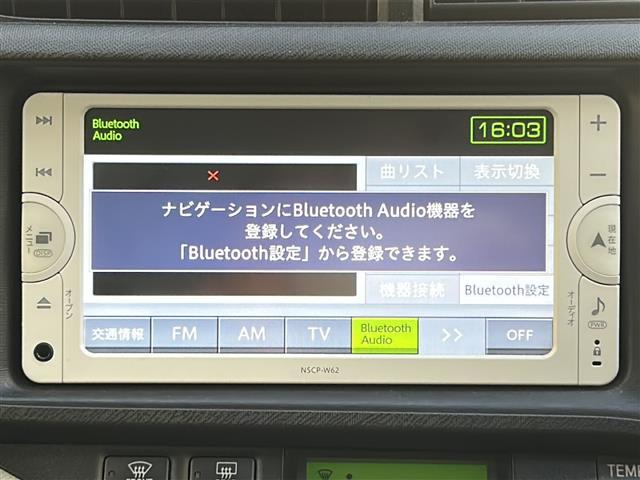 Bluetooth
Audio
16:03
曲リスト
表示切換
ナビゲーションにBluetooth Audio機器を
登録してください。
「Bluetooth設定」から登録できます。
機器接続
Bluetooth設定
交通情報
FM
AM
TV
Bluetooth
Audio
>>
OFF
メニュー
DISP
オープン
現在地
オーディオ
PWR
NSCP-W62
TEMP